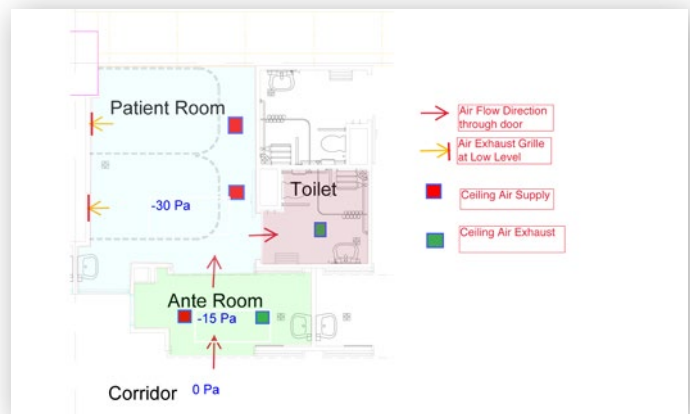 Patient Room
-30 Pa
Toilet
Ante Room
-15 Pa
Corridor 0 Pa
Air Flow Direction
through door
Air Exhaust Grille
at Low Level
Ceiling Air Supply
Ceiling Air Exhaust